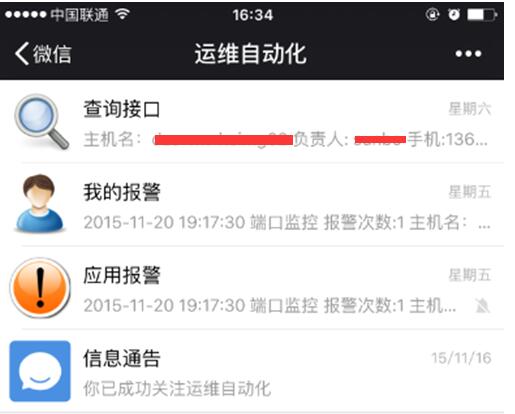 中国联通 16:34
微信 运维自动化
查询接口 星期六
主机名: 负责人: 手机:136...
我的报警 星期五
2015-11-20 19:17:30 端口监控 报警次数:1 主机名: ...
应用报警 星期五
2015-11-20 19:17:30 端口监控 报警次数:1 主机...
信息通告 15/11/16
你已成功关注运维自动化